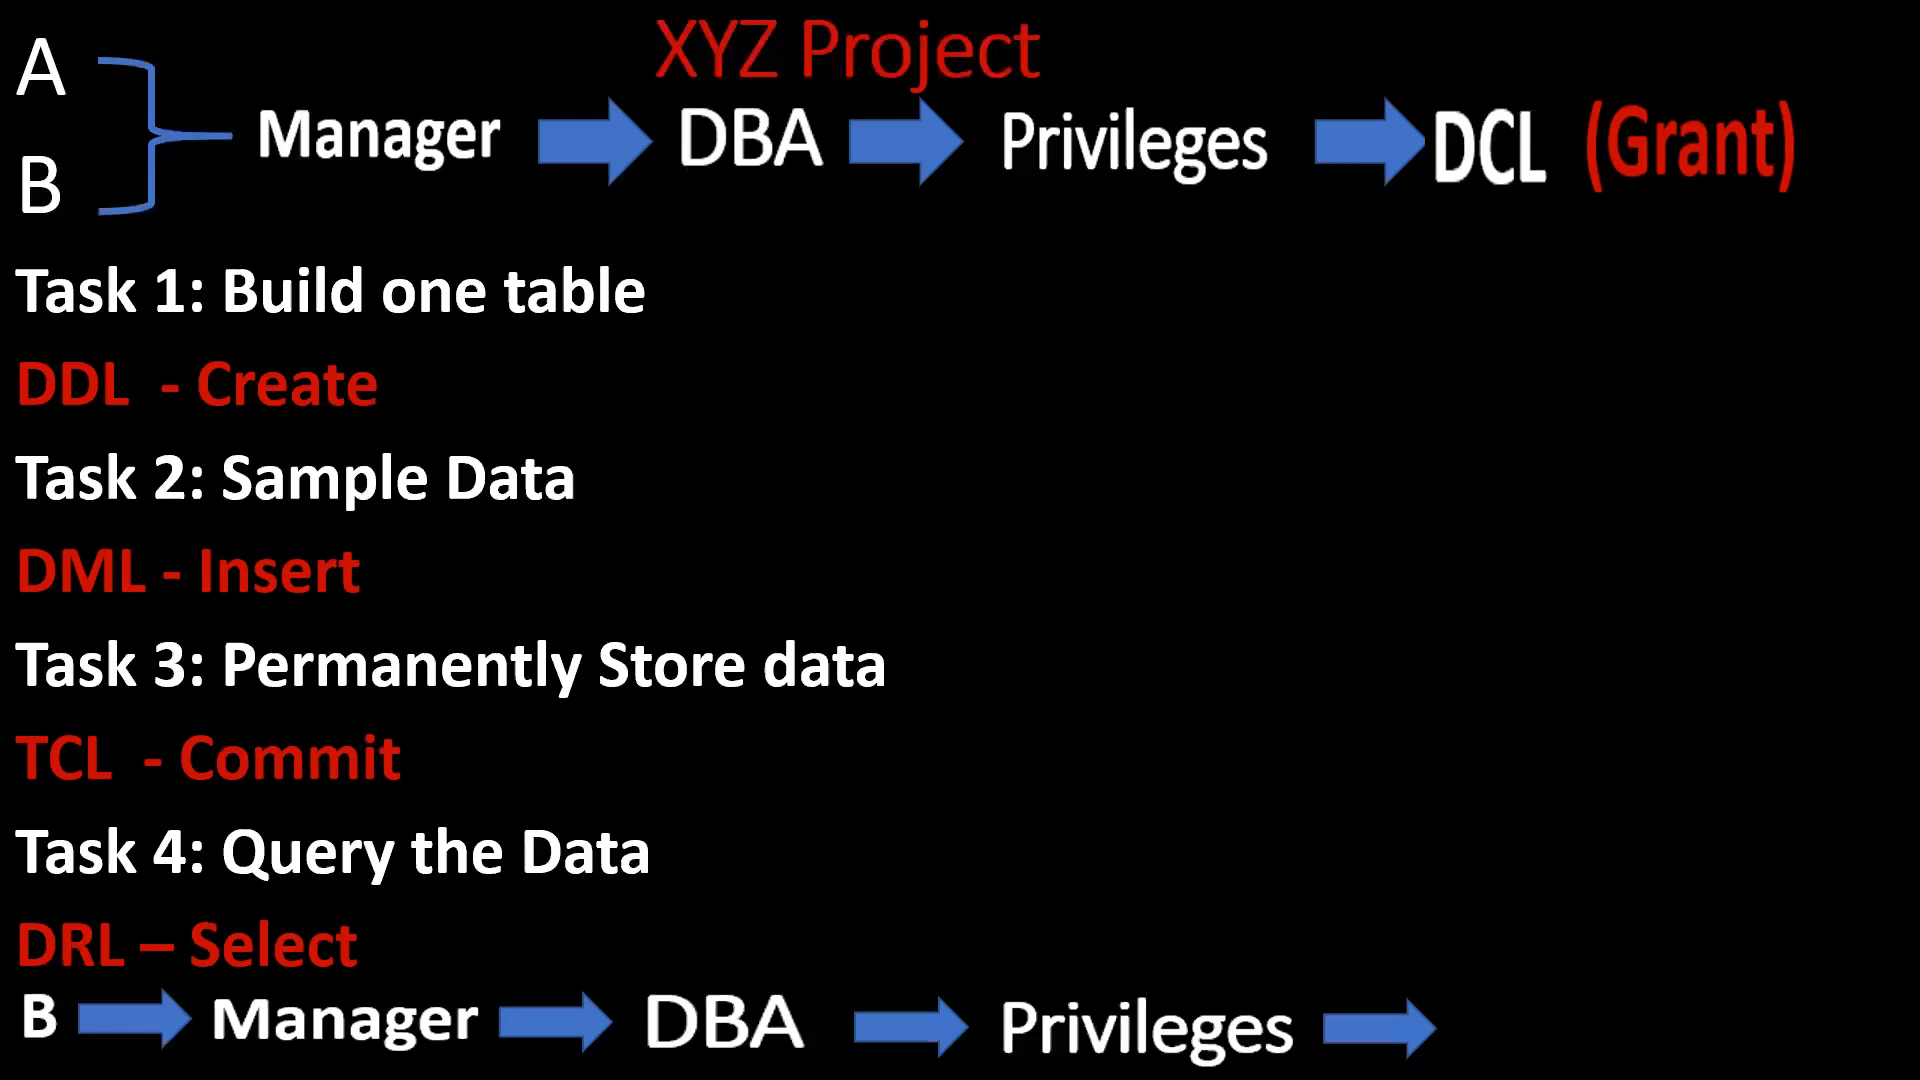 XYZ Project
A
B
Manager DBA Privileges DCL (Grant)
Task 1: Build one table
DDL - Create
Task 2: Sample Data
DML - Insert
Task 3: Permanently Store data
TCL - Commit
Task 4: Query the Data
DRL – Select
B Manager DBA Privileges